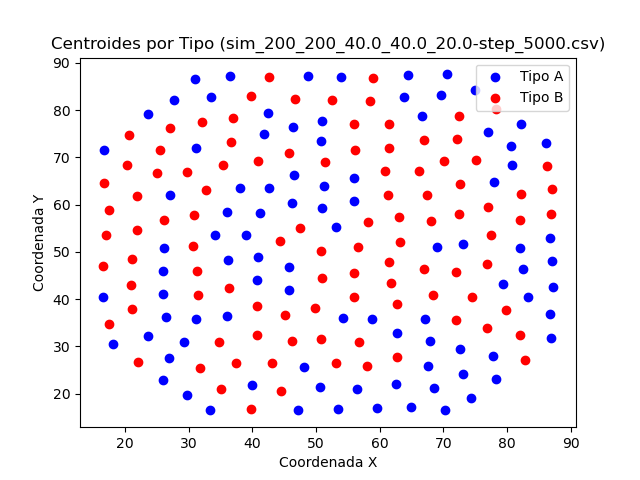 Centroides por Tipo (sim_200_200_40.0_40.0_20.0-step_5000.csv)
Tipo A
Tipo B
90
80
70
60
50
40
30
20
Coordenada Y
20 30 40 50 60 70 80 90
Coordenada X